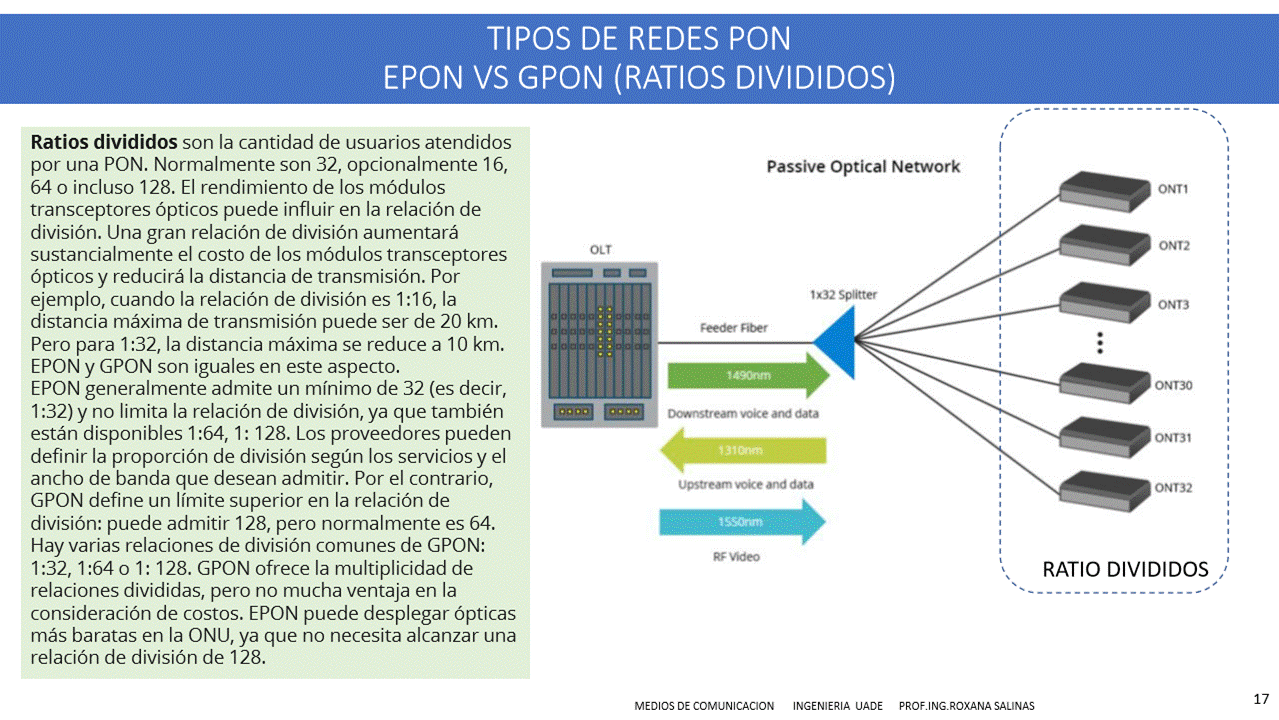 TIPOS DE REDES PON
EPON VS GPON (RATIOS DIVIDIDOS)
Ratios divididos son la cantidad de usuarios atendidos
por una PON. Normalmente son 32, opcionalmente 16,
64 o incluso 128. El rendimiento de los módulos
transceptores ópticos puede influir en la relación de
división. Una gran relación de división aumentará
sustancialmente el costo de los módulos transceptores
ópticos y reducirá la distancia de transmisión. Por
ejemplo, cuando la relación de división es 1:16, la
distancia máxima de transmisión puede ser de 20 km.
Pero para 1:32, la distancia máxima se reduce a 10 km.
EPON y GPON son iguales en este aspecto.
EPON generalmente admite un mínimo de 32 (es decir,
1:32) y no limita la relación de división, ya que también
están disponibles 1:64, 1: 128. Los proveedores pueden
definir la proporción de división según los servicios y el
ancho de banda que desean admitir. Por el contrario,
GPON define un límite superior en la relación de
división: puede admitir 128, pero normalmente es 64.
Hay varias relaciones de división comunes de GPON:
1:32, 1:64 o 1: 128. GPON ofrece la multiplicidad de
relaciones divididas, pero no mucha ventaja en la
consideración de costos. EPON puede desplegar ópticas
más baratas en la ONU, ya que no necesita alcanzar una
relación de división de 128.
Passive Optical Network
OLT
1x32 Splitter
Feeder Fiber
1490nm
Downstream voice and data
1310nm
Upstream voice and data
1550nm
RF Video
ONT1
ONT2
ONT3
ONT30
ONT31
ONT32
RATIO DIVIDIDOS
MEDIOS DE COMUNICACION INGENIERIA UADE PROF.ING.ROXANA SALINAS
17